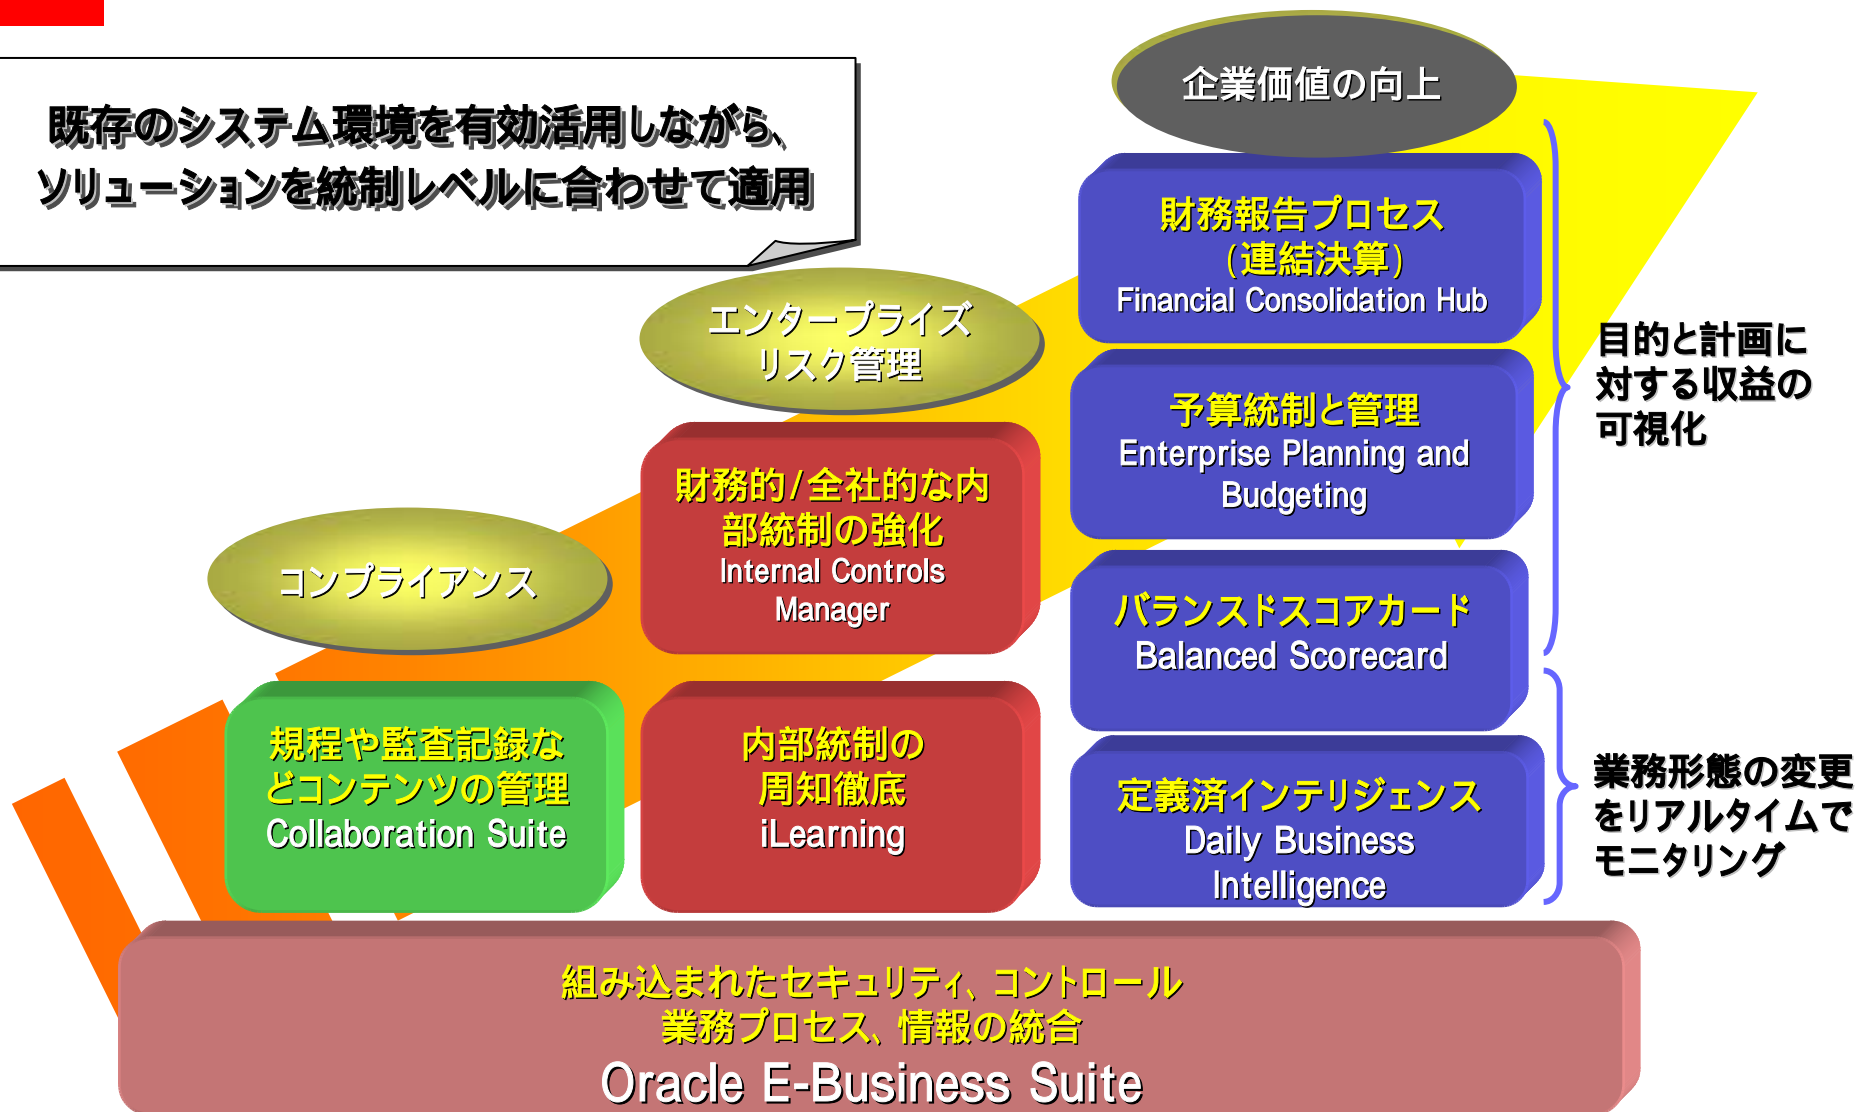 既存のシステム環境を有効活用しながら、
ソリューションを統制レベルに合わせて適用
企業価値の向上
財務報告プロセス
(連結決算)
Financial Consolidation Hub
予算統制と管理
Enterprise Planning and
Budgeting
バランスドスコアカード
Balanced Scorecard
定義済インテリジェンス
Daily Business
Intelligence
目的と計画に
対する収益の
可視化
業務形態の変更
をリアルタイムで
モニタリング
エンタープライズ
リスク管理
財務的/全社的な内
部統制の強化
Internal Controls
Manager
内部統制の
周知徹底
iLearning
コンプライアンス
規程や監査記録な
どコンテンツの管理
Collaboration Suite
組み込まれたセキュリティ、コントロール
業務プロセス、情報の統合
Oracle E-Business Suite